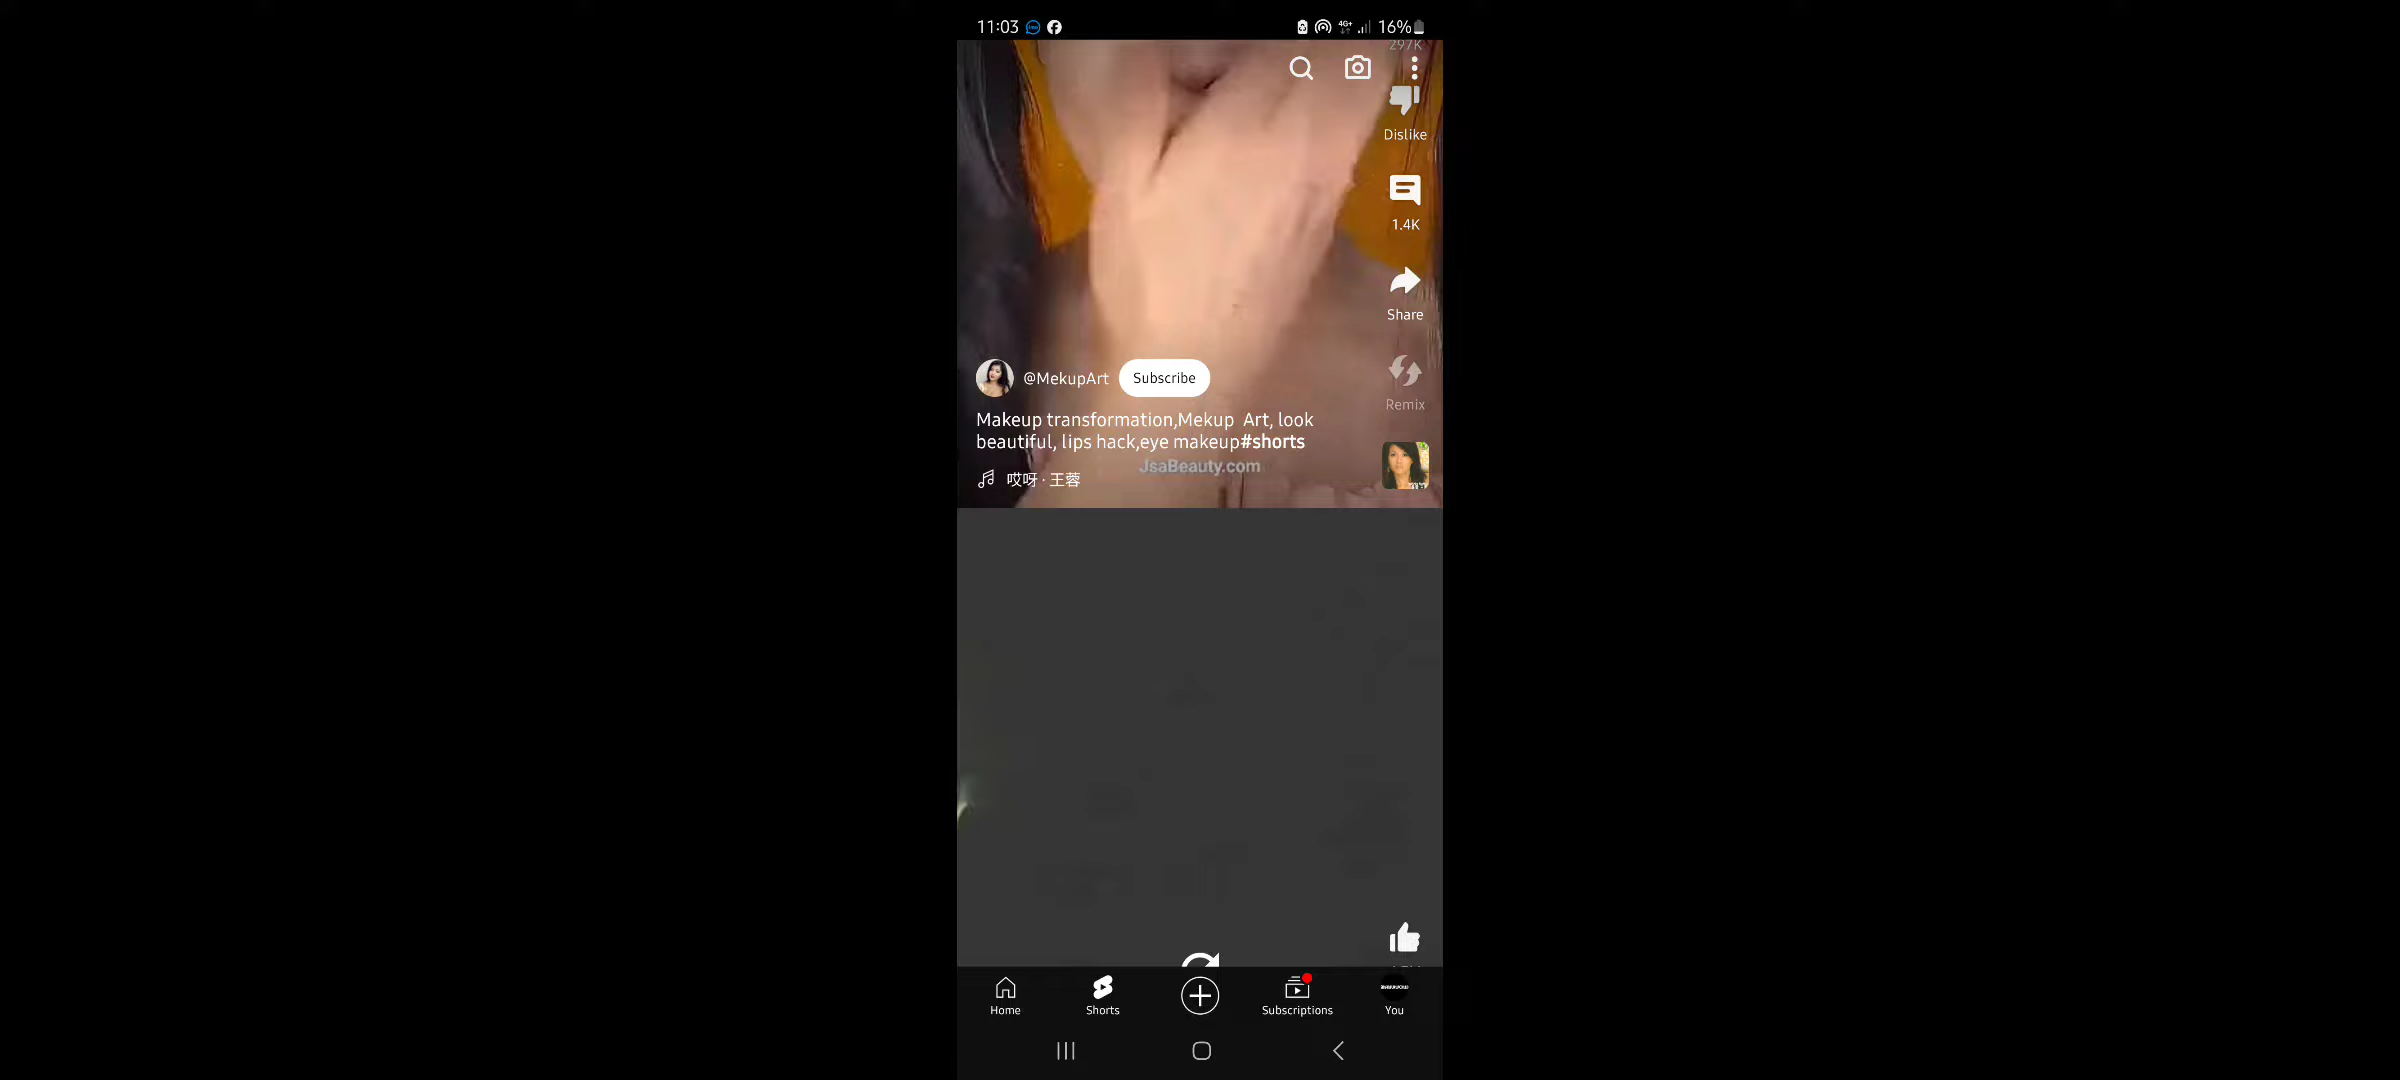 11:03
4G+
16%
297K
Dislike
1.4K
Share
@MekupArt
Subscribe
Remix
Makeup transformation,Mekup Art, look
beautiful, lips hack,eye makeup#shorts
JsaBeauty.com
哎呀 · 王蓉
Home
Shorts
Subscriptions
You